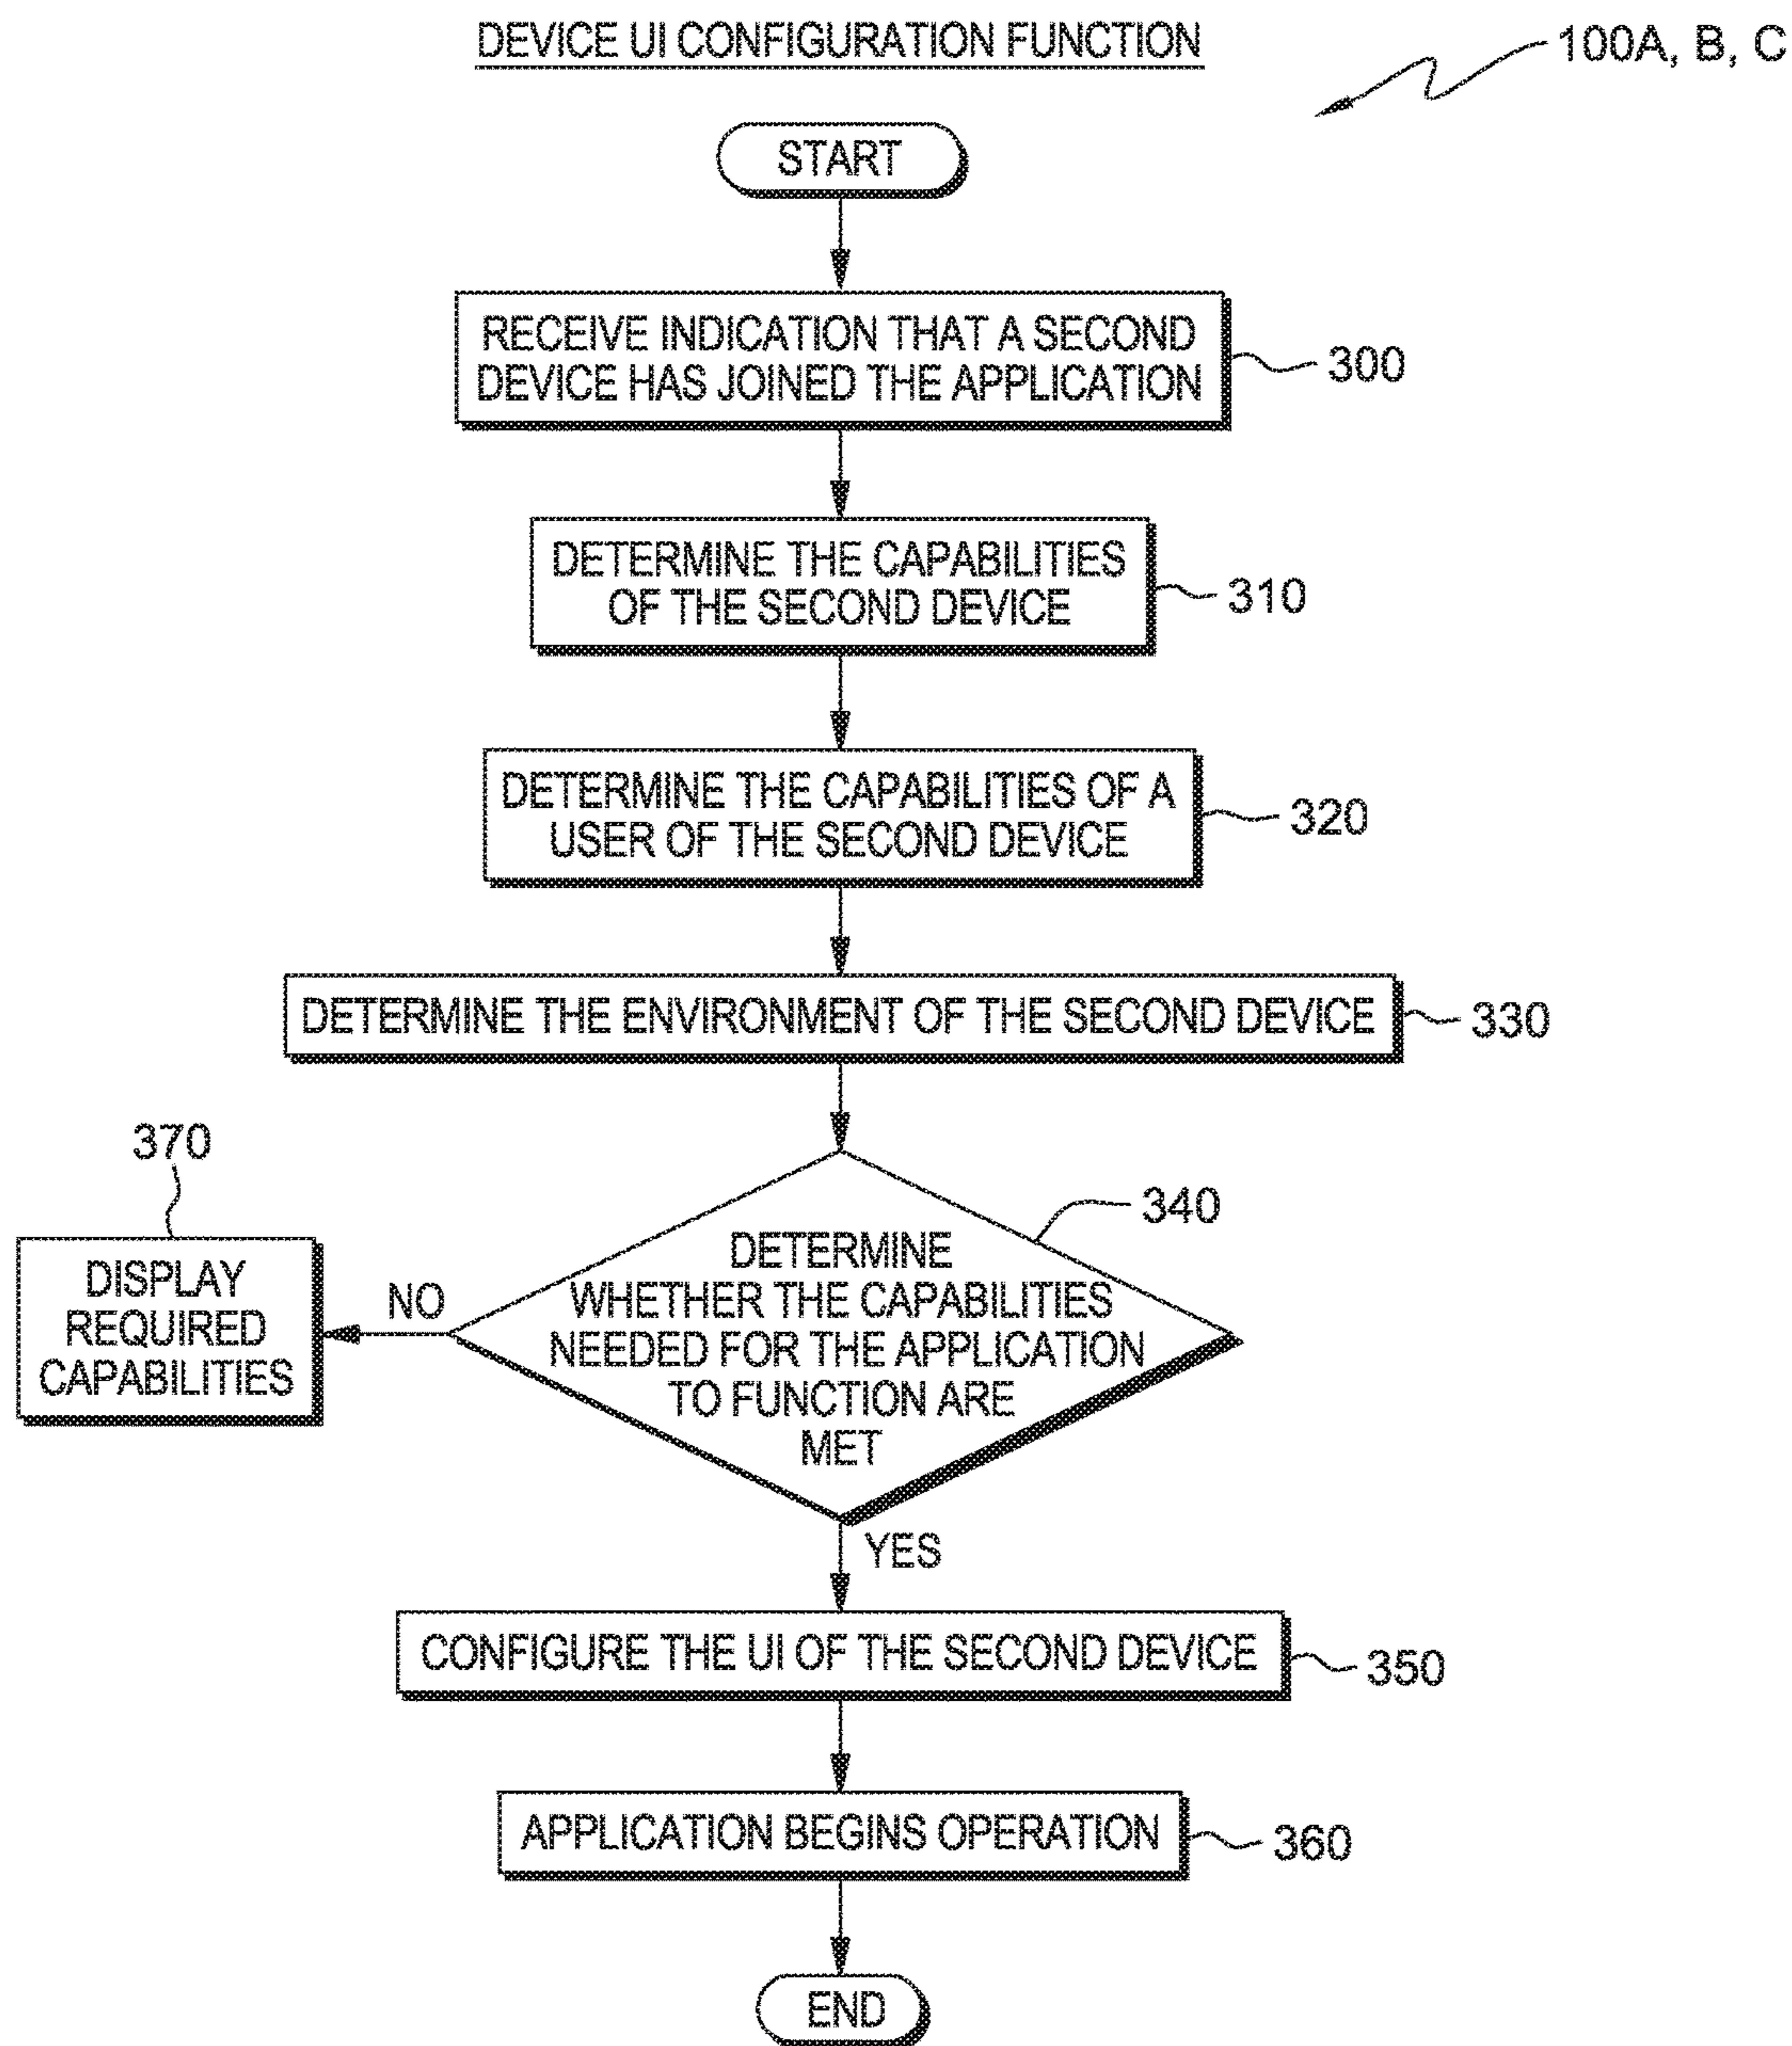 DEVICE UI CONFIGURATION FUNCTION
100A, B, C
START
RECEIVE INDICATION THAT A SECOND
DEVICE HAS JOINED THE APPLICATION
300
DETERMINE THE CAPABILITIES
OF THE SECOND DEVICE
310
DETERMINE THE CAPABILITIES OF A
USER OF THE SECOND DEVICE
320
DETERMINE THE ENVIRONMENT OF THE SECOND DEVICE
330
370
DISPLAY
REQUIRED
CAPABILITIES
NO
340
DETERMINE
WHETHER THE CAPABILITIES
NEEDED FOR THE APPLICATION
TO FUNCTION ARE
MET
YES
CONFIGURE THE UI OF THE SECOND DEVICE
350
APPLICATION BEGINS OPERATION
360
END